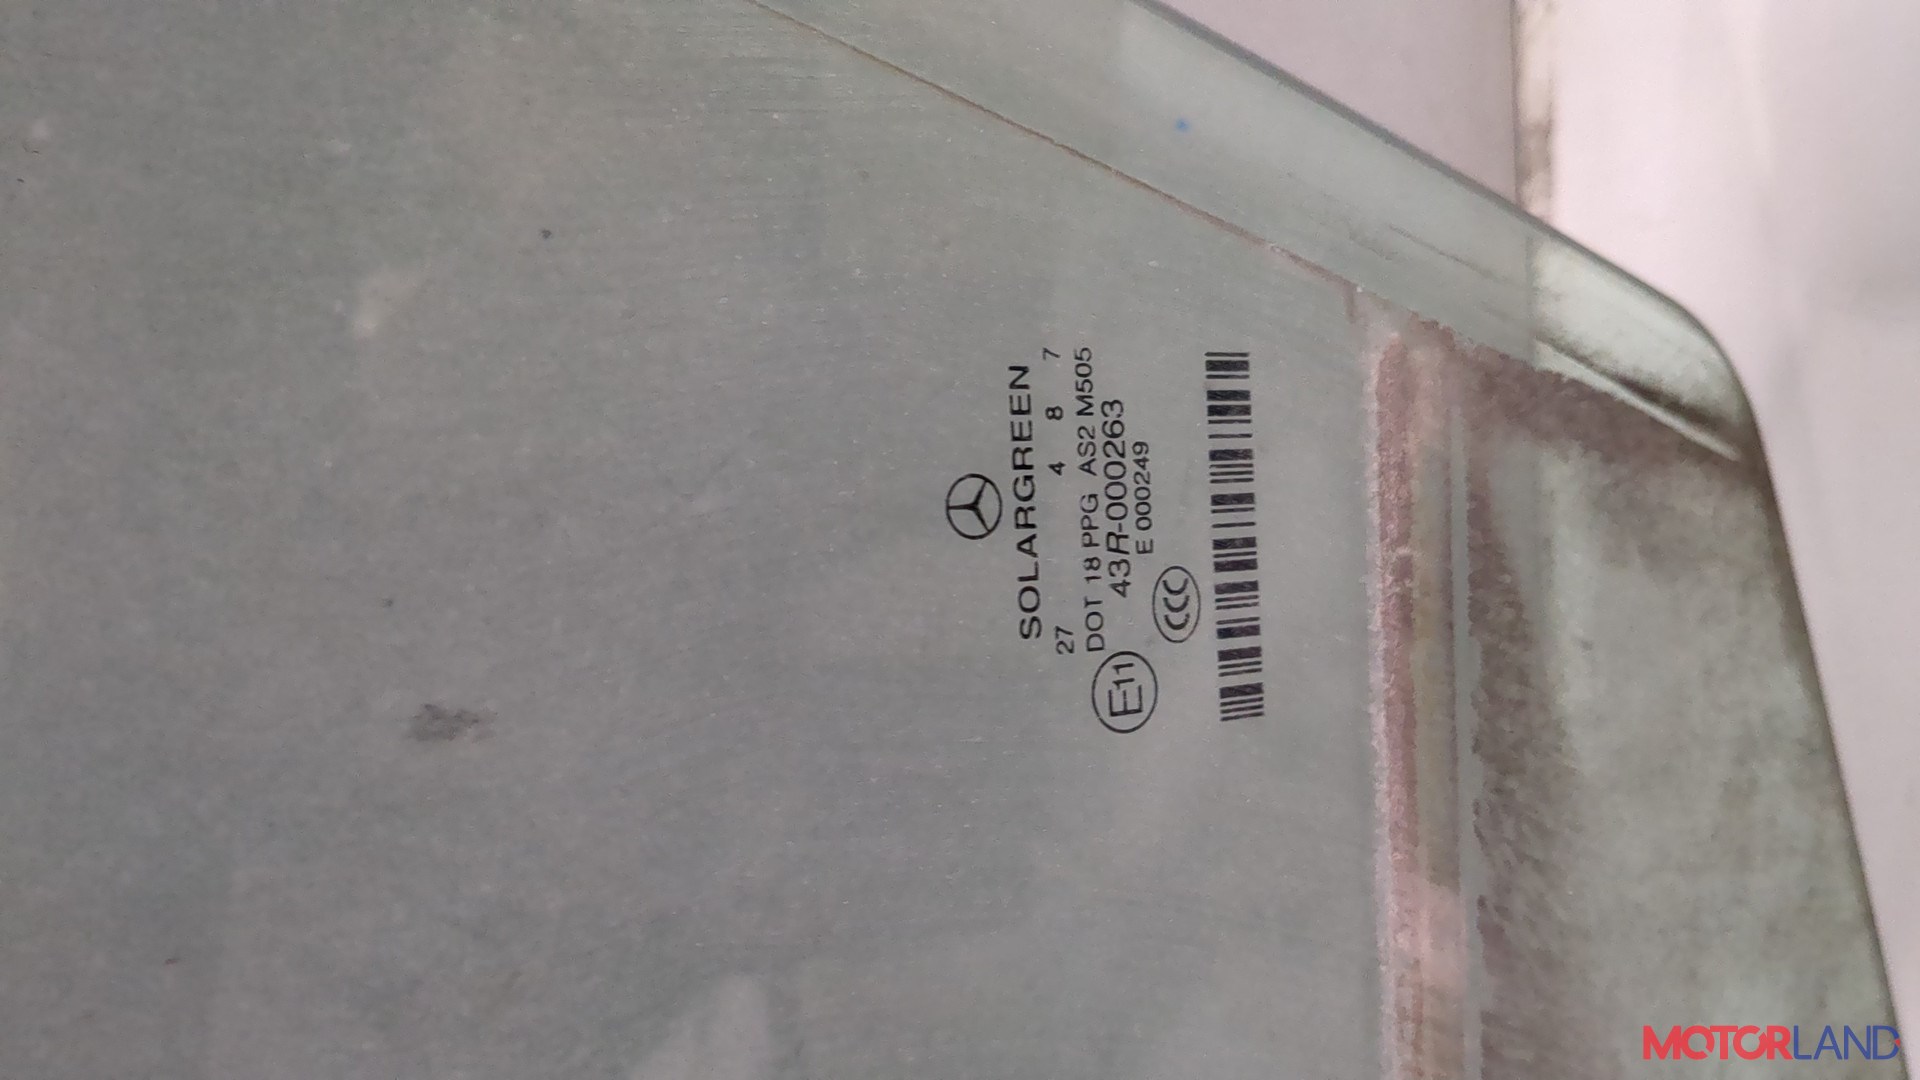 SOLARGREEN
27 4 8 7
DOT 18 PPG AS2 M505
E11 43R-000263
E 000249
CCC
MOTORLAND